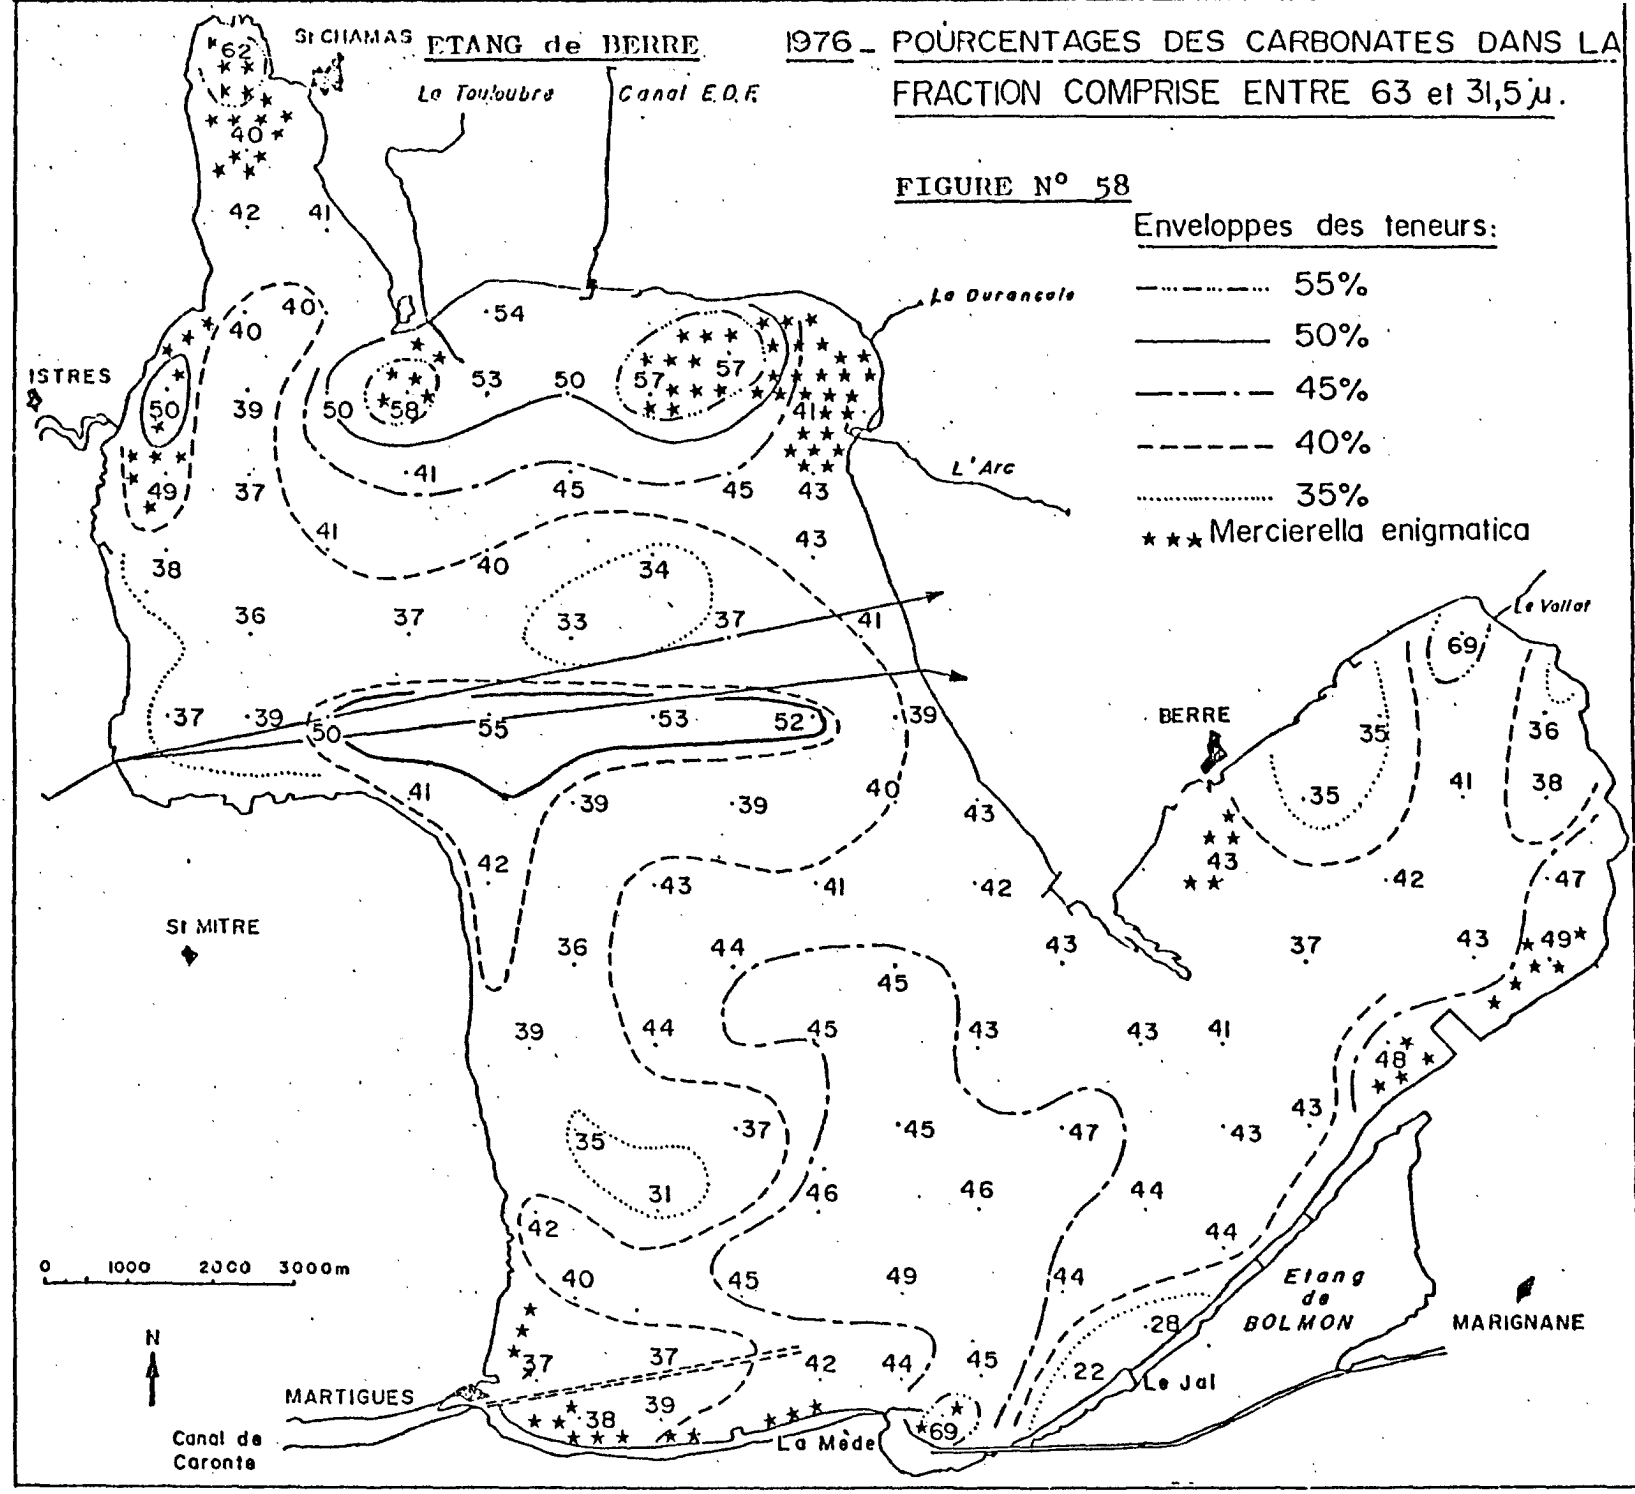 ETANG de BERRE
1976_ POURCENTAGES DES CARBONATES DANS LA
FRACTION COMPRISE ENTRE 63 et 31,5 µ.
FIGURE N° 58
Enveloppes des teneurs:
55%
50%
45%
40%
35%
*** Mercierella enigmatica
St CHAMAS
La Touloubre
Canal E.D.F.
62
40
42 41
La Durancole
40 40
54
ISTRES
50 39
50 58 53 50 57 57 41
L'Arc
49 37 41 45 45 43
41 43
38 40 34
36 37 33 37 41
Le Vallat
69
37 39 50 55 53 52 39
BERRE
35 36
41 39 39 40 43
35 41 38
42 43 41 42 43 42 47
St MITRE
36 44 45 43 37 43 49
39 44 45 43 43 41 48
35 37 45 47 43 43
31 46 46 44
42 44
40 45 49 44
0 1000 2000 3000m
Etang
de
BOLMON
MARIGNANE
28
N
37 37 42 44 45 22
Le Jaï
MARTIGUES
38 39 69
La Mède
Canal de
Caronte